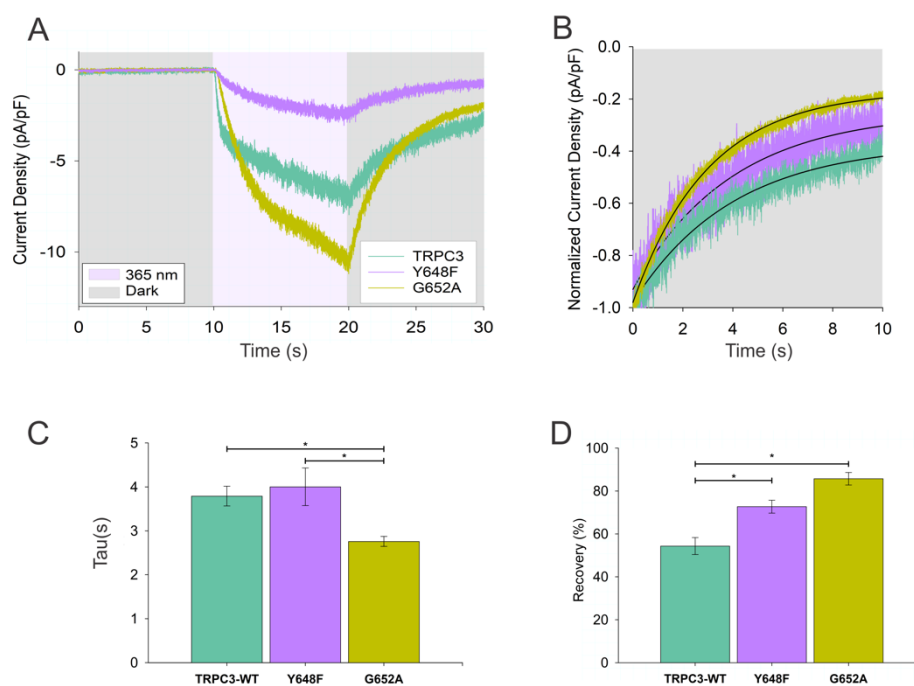 A
0
-5
-10
Current Density (pA/pF)
365 nm
Dark
TRPC3
Y648F
G652A
0 5 10 15 20 25 30
Time (s)
B
0.0
-0.2
-0.4
-0.6
-0.8
-1.0
Normalized Current Density (pA/pF)
0 2 4 6 8 10
Time (s)
C
5
4
3
2
1
0
Tau(s)
* 
*
TRPC3-WT Y648F G652A
D
100
80
60
40
20
0
Recovery (%)
*
*
TRPC3-WT Y648F G652A